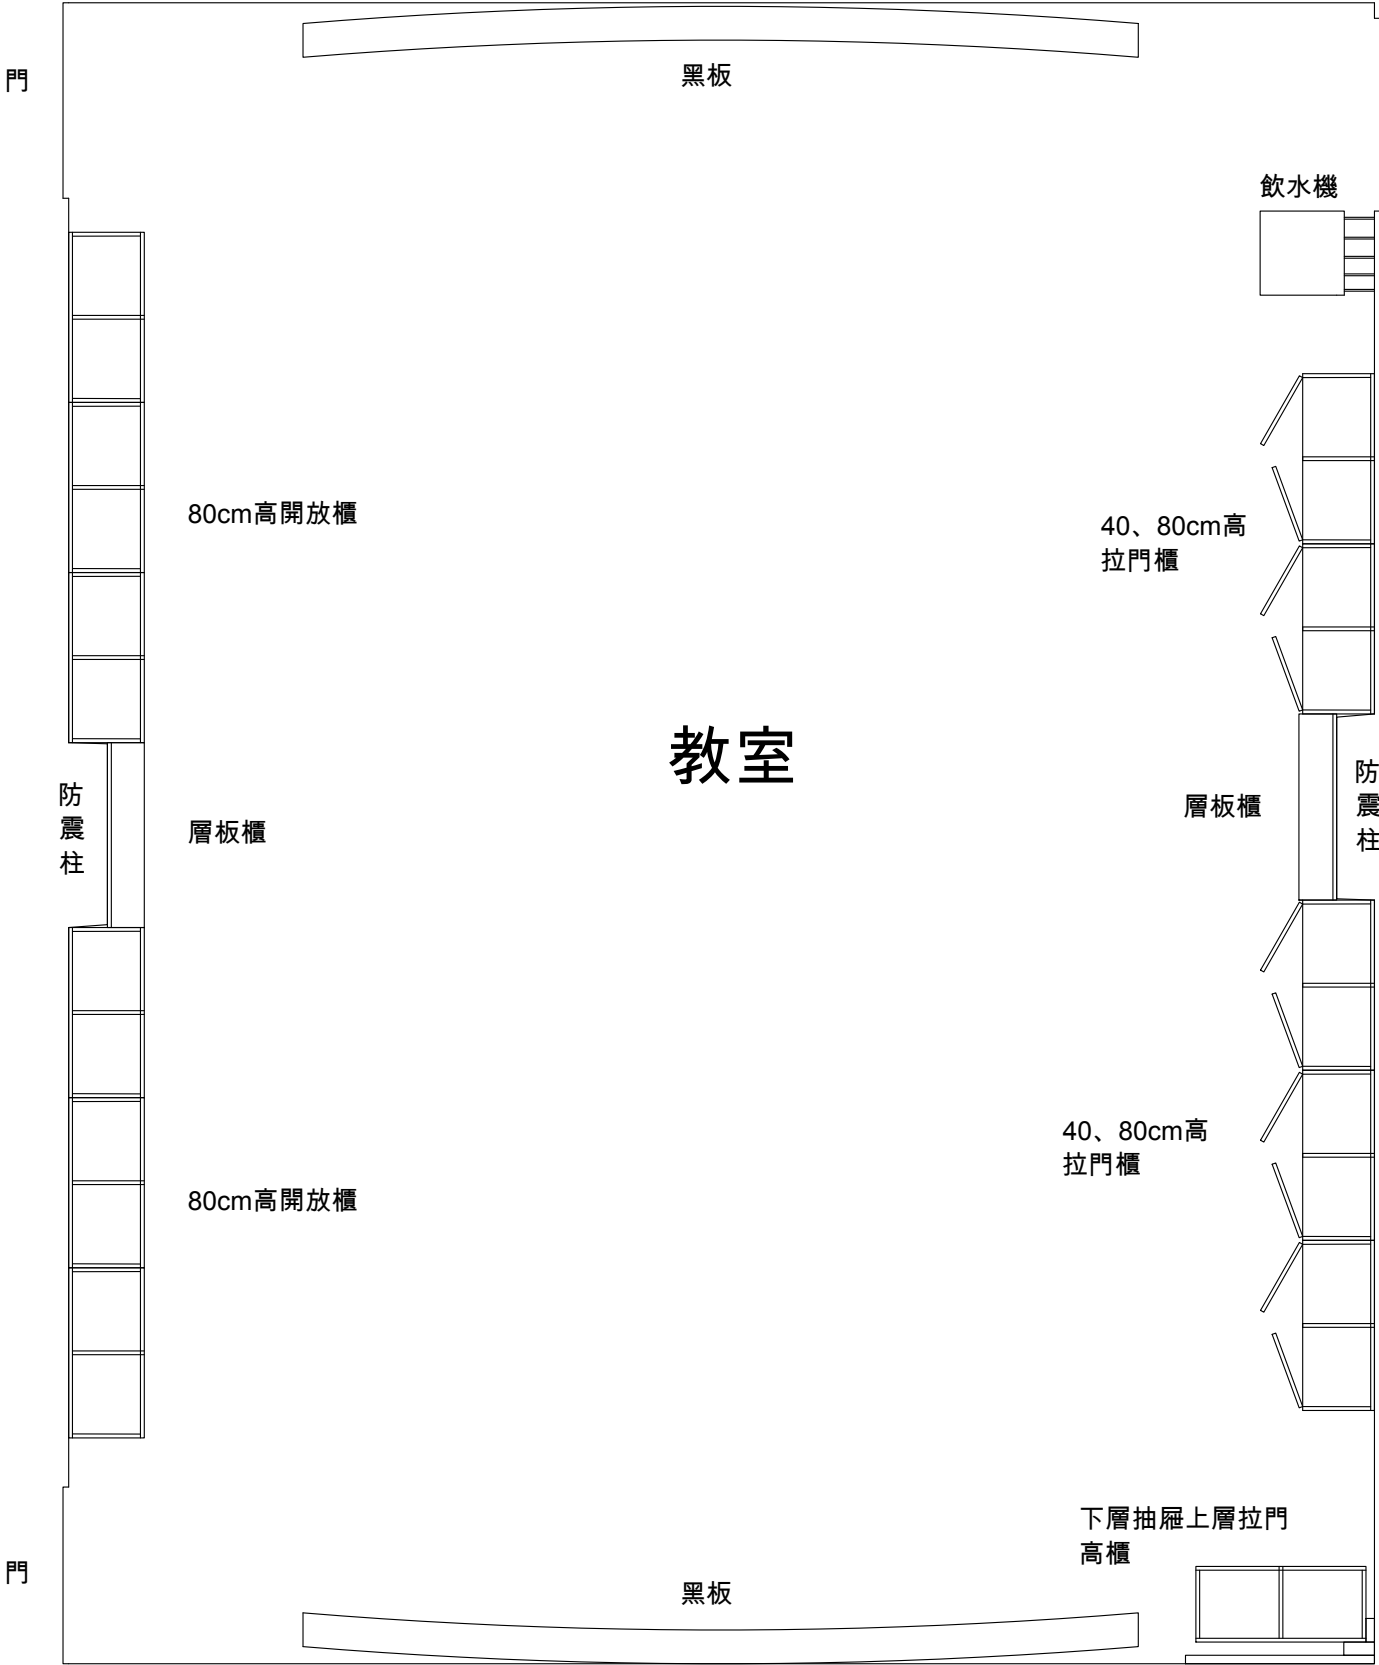 黑板
門
飲水機
80cm高開放櫃
40、80cm高
拉門櫃
教室
防
震
柱
層板櫃
層板櫃
防
震
柱
40、80cm高
拉門櫃
80cm高開放櫃
下層抽屜上層拉門
高櫃
門
黑板